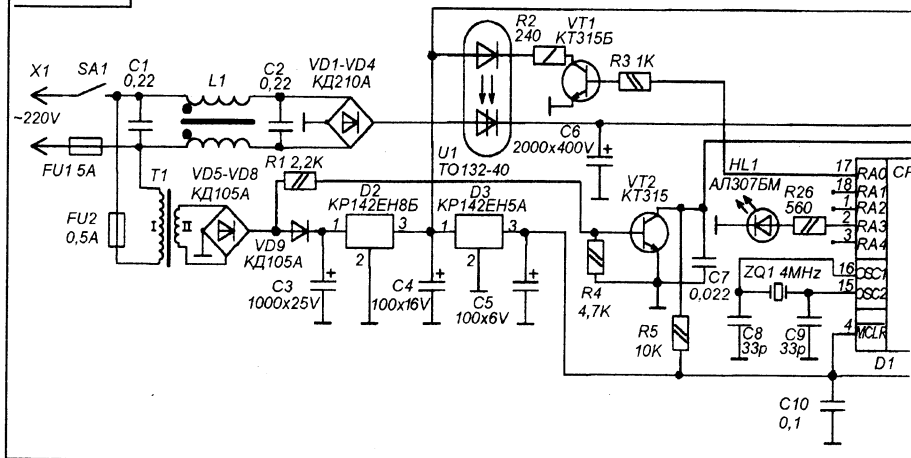 R2
240
VT1
КТ315Б
R3 1K
X1
SA1
C1
0,22
L1
C2
0,22
VD1-VD4
КД210А
~220V
FU1 5A
U1
ТО132-40
C6
2000x400V
T1
I
II
FU2
0,5A
VD5-VD8
КД105А
R1 2,2K
VD9
КД105А
D2
КР142ЕН8Б
1
3
2
D3
КР142ЕН5А
1
3
2
+
C3
1000x25V
+
C4
100x16V
+
C5
100x6V
+
VT2
КТ315
R4
4,7K
C7
0,022
R5
10K
HL1
АЛ307БМ
R26
560
ZQ1 4MHz
C8
33p
C9
33p
17
RA0
18
RA1
1
RA2
2
RA3
3
RA4
16
OSC1
15
OSC2
4
MCLR
D1
C10
0,1